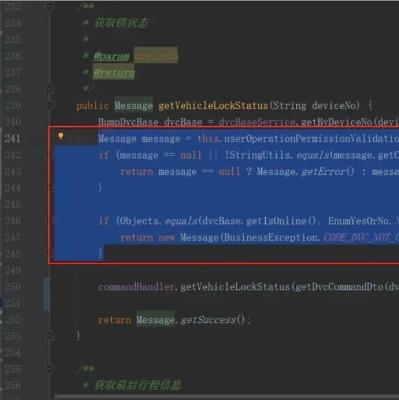 233 /**
234 * 获取锁状态
235 *
236 * @param deviceNo
237 * @return
238 */
239 public Message getVehicleLockStatus(String deviceNo) {
240 BumpDvcBase dvcBase = dvcBaseService.getByDeviceNo(devi
241 Message message = this.userOperationPermissionValidatio
242 if (message == null || !StringUtils.equals(message.getC
243 return message == null ? Message.getError() : messa
244 }
245
246 if (Objects.equals(dvcBase.getIsOnline(), EnumYesOrNo.N
247 return new Message(BusinessException.CODE_DVC_NOT_O
248 }
249
250 commandHandler.getVehicleLockStatus(getDvcCommandDto(dv
251
252 return Message.getSuccess();
253 }
254
255 /**
256 * 获取最后行程信息